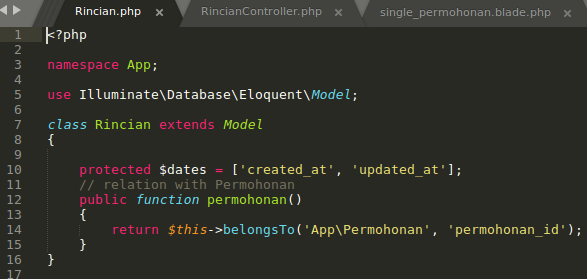 Rincian.php × RincianController.php × single_permohonan.blade.php ×
1 <?php
2
3 namespace App;
4
5 use Illuminate\Database\Eloquent\Model;
6
7 class Rincian extends Model
8 {
9
10     protected $dates = ['created_at', 'updated_at'];
11     // relation with Permohonan
12     public function permohonan()
13     {
14         return $this->belongsTo('App\Permohonan', 'permohonan_id');
15     }
16 }
17